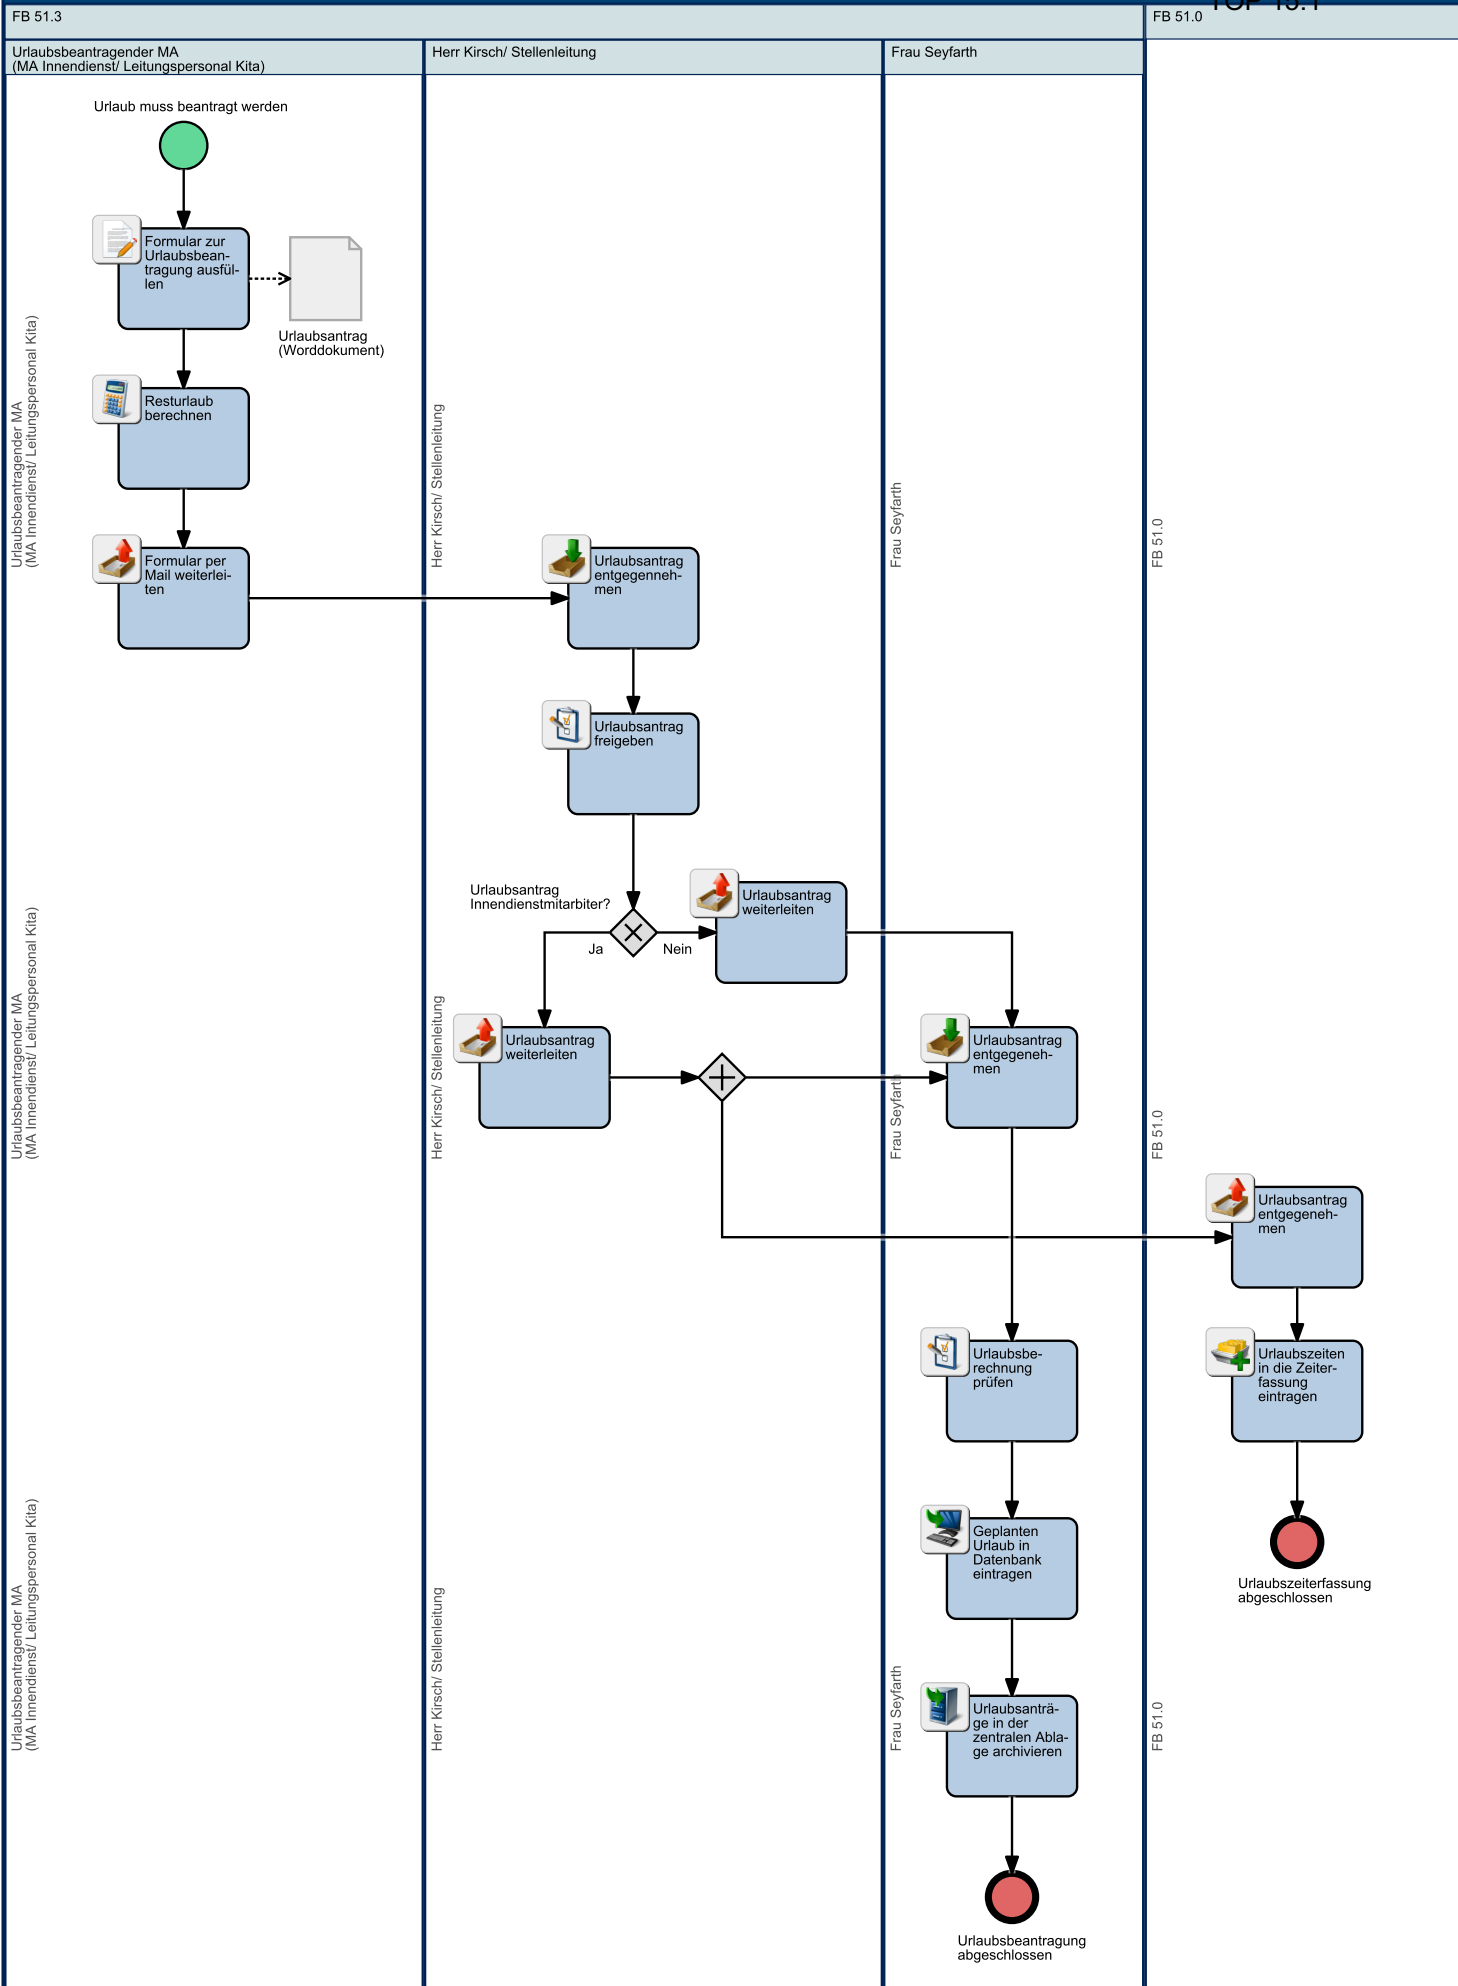 TOP 15.1
FB 51.3
FB 51.0
Urlaubsbeantragender MA
(MA Innendienst/ Leitungspersonal Kita)
Herr Kirsch/ Stellenleitung
Frau Seyfarth
Urlaub muss beantragt werden
Formular zur
Urlaubsbean-
tragung ausfül-
len
Urlaubsantrag
(Worddokument)
Resturlaub
berechnen
Urlaubsbeantragender MA
(MA Innendienst/ Leitungspersonal Kita)
Herr Kirsch/ Stellenleitung
Frau Seyfarth
FB 51.0
Formular per
Mail weiterlei-
ten
Urlaubsantrag
entgegenneh-
men
Urlaubsantrag
freigeben
Urlaubsantrag
Innendienstmitarbiter?
Ja
Nein
Urlaubsantrag
weiterleiten
Urlaubsantrag
weiterleiten
Urlaubsantrag
entgegeneh-
men
Urlaubsbeantragender MA
(MA Innendienst/ Leitungspersonal Kita)
Herr Kirsch/ Stellenleitung
Frau Seyfarth
FB 51.0
Urlaubsantrag
entgegeneh-
men
Urlaubsbe-
rechnung
prüfen
Urlaubszeiten
in die Zeiter-
fassung
eintragen
Geplanten
Urlaub in
Datenbank
eintragen
Urlaubszeiterfassung
abgeschlossen
Urlaubsbeantragender MA
(MA Innendienst/ Leitungspersonal Kita)
Herr Kirsch/ Stellenleitung
Frau Seyfarth
FB 51.0
Urlaubsanträ-
ge in der
zentralen Abla-
ge archivieren
Urlaubsbeantragung
abgeschlossen